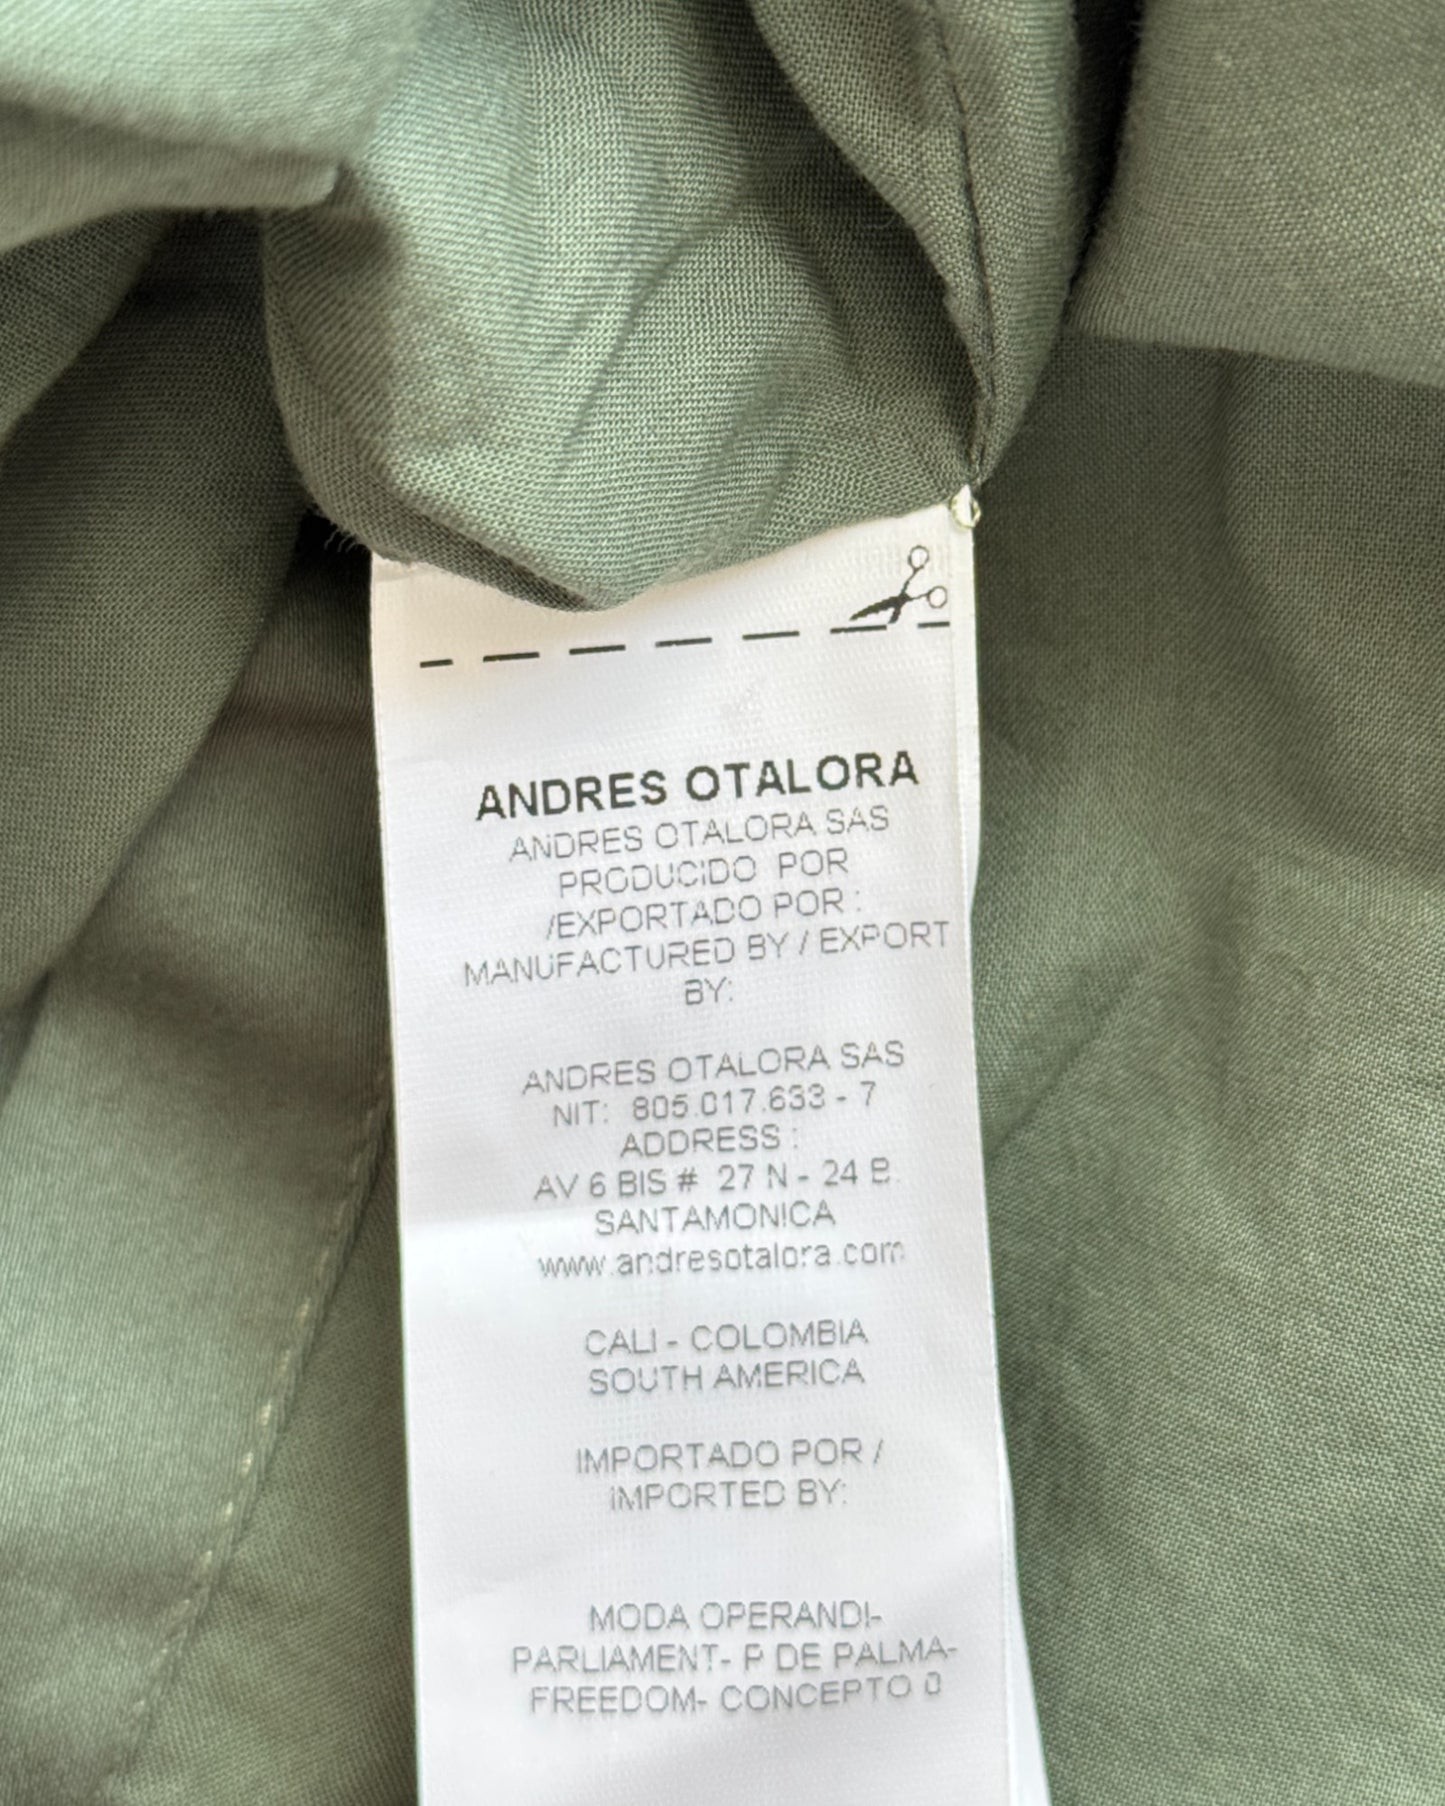 ANDRES OTALORA
ANDRES OTALORA SAS
PRODUCIDO POR
/EXPORTADO POR :
MANUFACTURED BY / EXPORT
BY:
ANDRES OTALORA SAS
NIT: 805.017.633 - 7
ADDRESS :
AV 6 BIS # 27 N - 24 B.
SANTAMONICA
www.andresotalora.com
CALI - COLOMBIA
SOUTH AMERICA
IMPORTADO POR /
IMPORTED BY:
MODA OPERANDI-
PARLIAMENT- P DE PALMA-
FREEDOM- CONCEPTO 0